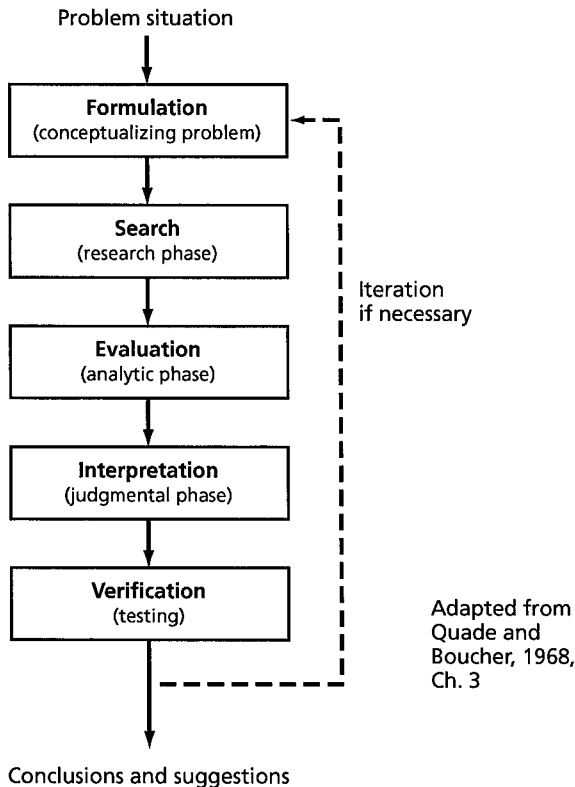 Problem situation
Formulation
(conceptualizing problem)
Search
(research phase)
Iteration
if necessary
Evaluation
(analytic phase)
Interpretation
(judgmental phase)
Verification
(testing)
Adapted from
Quade and
Boucher, 1968,
Ch. 3
Conclusions and suggestions